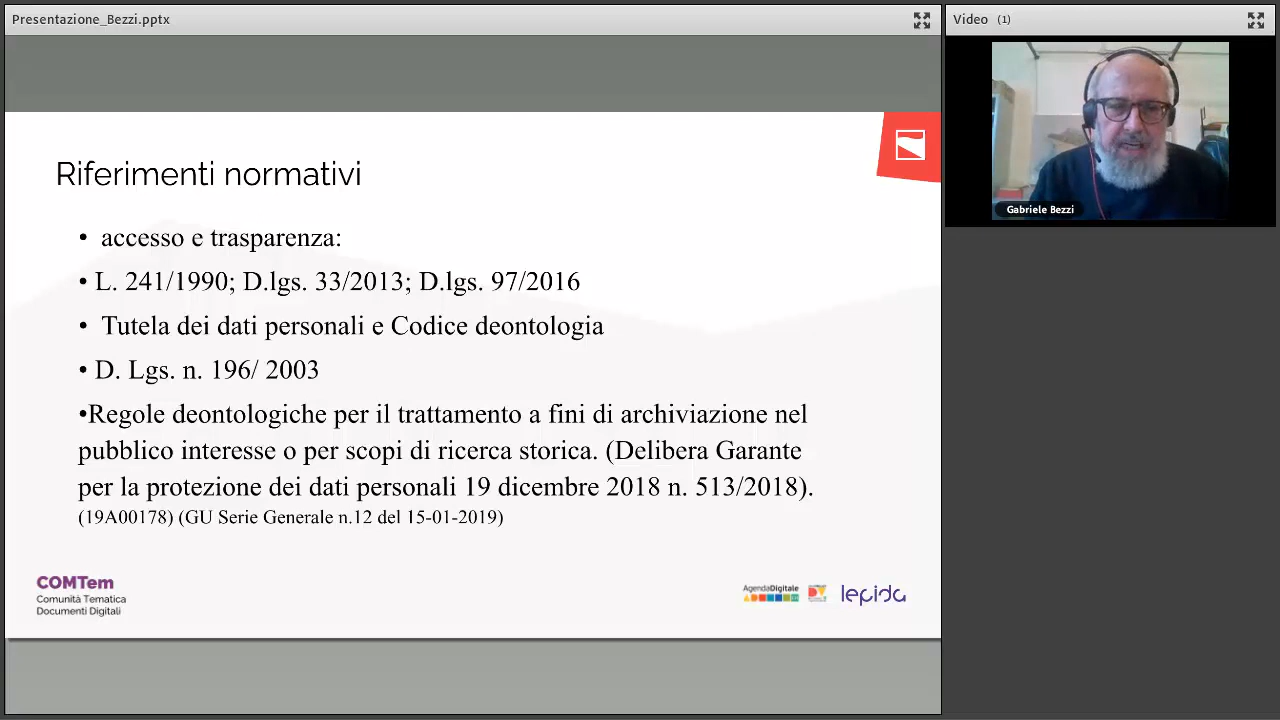 Presentazione_Bezzi.pptx
Video (1)
Gabriele Bezzi
Riferimenti normativi
• accesso e trasparenza:
• L. 241/1990; D.lgs. 33/2013; D.lgs. 97/2016
• Tutela dei dati personali e Codice deontologia
• D. Lgs. n. 196/ 2003
•Regole deontologiche per il trattamento a fini di archiviazione nel
pubblico interesse o per scopi di ricerca storica. (Delibera Garante
per la protezione dei dati personali 19 dicembre 2018 n. 513/2018).
(19A00178) (GU Serie Generale n.12 del 15-01-2019)
COMTem
Comunità Tematica
Documenti Digitali
AgendaDigitale
lepida